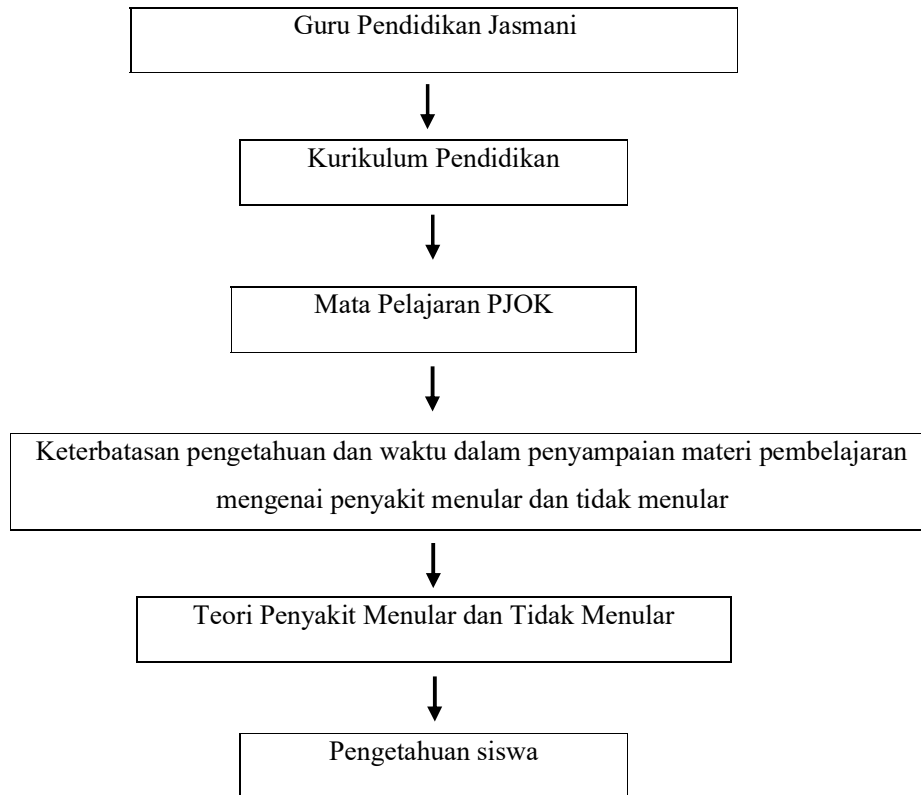 Guru Pendidikan Jasmani
Kurikulum Pendidikan
Mata Pelajaran PJOK
Keterbatasan pengetahuan dan waktu dalam penyampaian materi pembelajaran
mengenai penyakit menular dan tidak menular
Teori Penyakit Menular dan Tidak Menular
Pengetahuan siswa